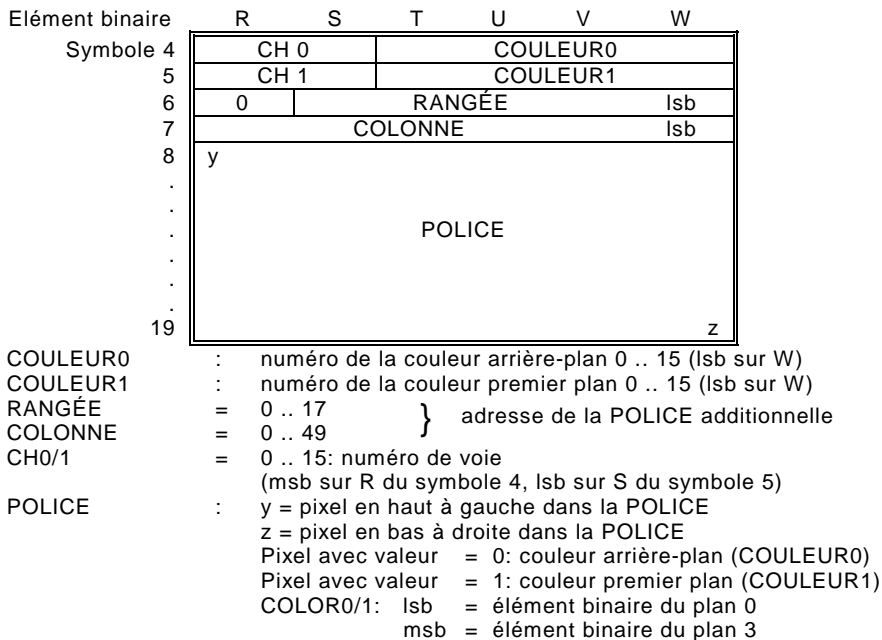 Elément binaire R S T U V W
Symbole 4 CH 0 COULEUR0
5 CH 1 COULEUR1
6 0 RANGÉE lsb
7 COLONNE lsb
8 y
.
.
. POLICE
.
.
.
19 z
COULEUR0 : numéro de la couleur arrière-plan 0 .. 15 (lsb sur W)
COULEUR1 : numéro de la couleur premier plan 0 .. 15 (lsb sur W)
RANGÉE = 0 .. 17 } adresse de la POLICE additionnelle
COLONNE = 0 .. 49
CH0/1 = 0 .. 15: numéro de voie
(msb sur R du symbole 4, lsb sur S du symbole 5)
POLICE : y = pixel en haut à gauche dans la POLICE
z = pixel en bas à droite dans la POLICE
Pixel avec valeur = 0: couleur arrière-plan (COULEUR0)
Pixel avec valeur = 1: couleur premier plan (COULEUR1)
COLOR0/1: lsb = élément binaire du plan 0
msb = élément binaire du plan 3